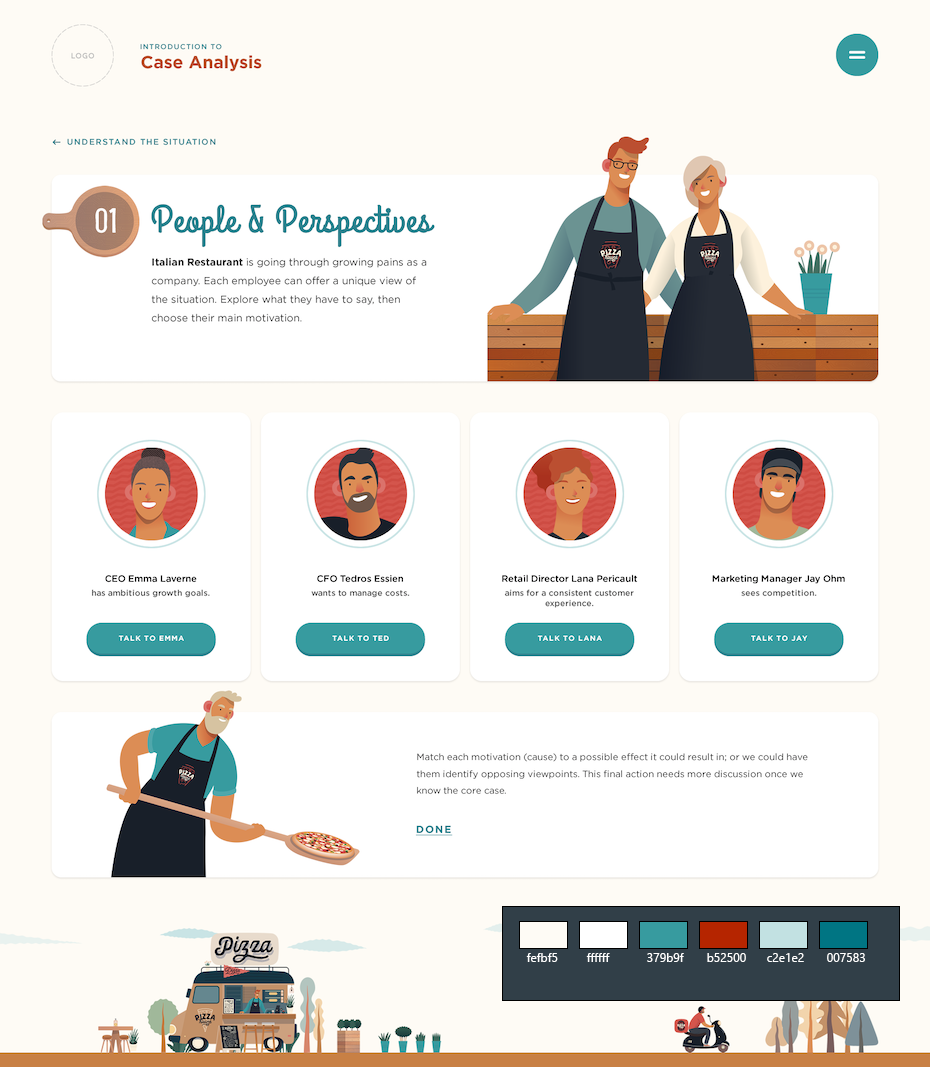 LOGO
INTRODUCTION TO
Case Analysis
← UNDERSTAND THE SITUATION
01
People & Perspectives
Italian Restaurant is going through growing pains as a
company. Each employee can offer a unique view of
the situation. Explore what they have to say, then
choose their main motivation.
PIZZA
PIZZA
CEO Emma Laverne
has ambitious growth goals.
TALK TO EMMA
CFO Tedros Essien
wants to manage costs.
TALK TO TED
Retail Director Lana Pericault
aims for a consistent customer
experience.
TALK TO LANA
Marketing Manager Jay Ohm
sees competition.
TALK TO JAY
PIZZA
Match each motivation (cause) to a possible effect it could result in; or we could have
them identify opposing viewpoints. This final action needs more discussion once we
know the core case.
DONE
fefbf5
ffffff
379b9f
b52500
c2e1e2
007583
Pizza
PIZZA